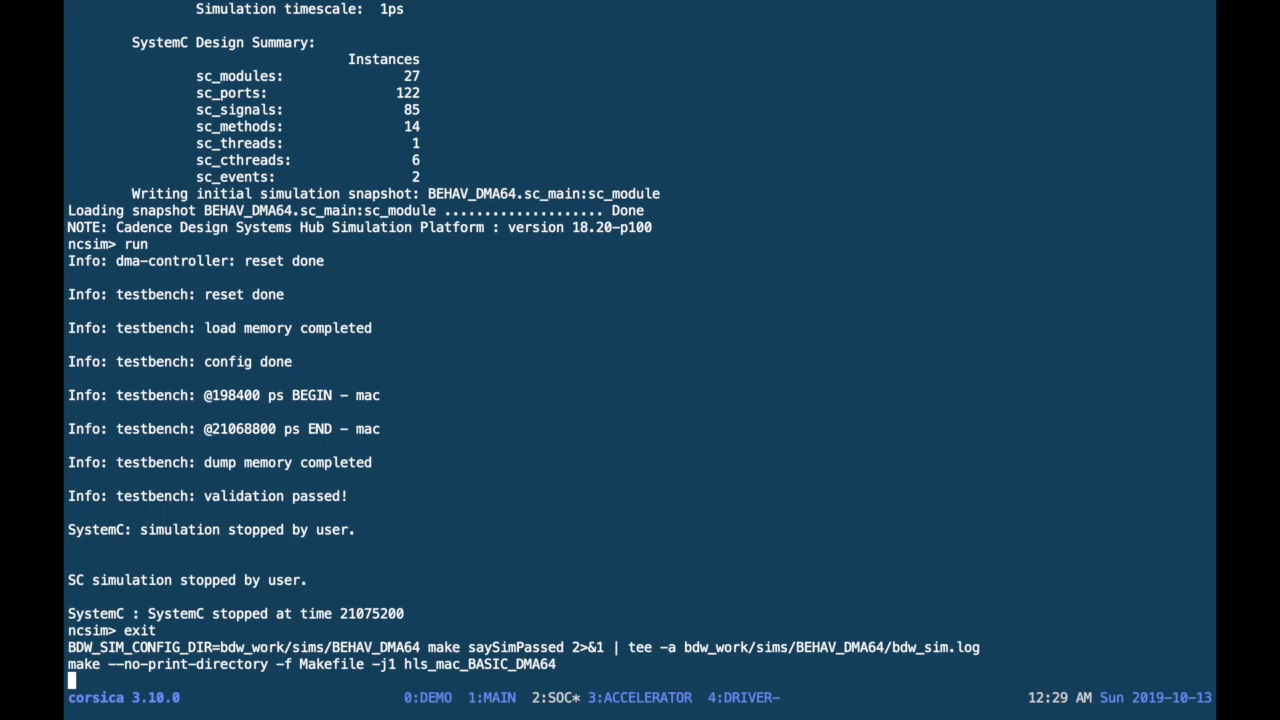 Simulation timescale:  1ps
SystemC Design Summary:
Instances
sc_modules: 27
sc_ports: 122
sc_signals: 85
sc_methods: 14
sc_threads: 1
sc_cthreads: 6
sc_events: 2
Writing initial simulation snapshot: BEHAV_DMA64.sc_main:sc_module
Loading snapshot BEHAV_DMA64.sc_main:sc_module .................... Done
NOTE: Cadence Design Systems Hub Simulation Platform : version 18.20-p100
ncsim> run
Info: dma-controller: reset done
Info: testbench: reset done
Info: testbench: load memory completed
Info: testbench: config done
Info: testbench: @198400 ps BEGIN - mac
Info: testbench: @21068800 ps END - mac
Info: testbench: dump memory completed
Info: testbench: validation passed!
SystemC: simulation stopped by user.
SC simulation stopped by user.
SystemC : SystemC stopped at time 21075200
ncsim> exit
BDW_SIM_CONFIG_DIR=bdw_work/sims/BEHAV_DMA64 make saySimPassed 2>&1 | tee -a bdw_work/sims/BEHAV_DMA64/bdw_sim.log
make --no-print-directory -f Makefile -j1 hls_mac_BASIC_DMA64
corsica 3.10.0 0:DEMO 1:MAIN 2:SOC* 3:ACCELERATOR 4:DRIVER- 12:29 AM Sun 2019-10-13